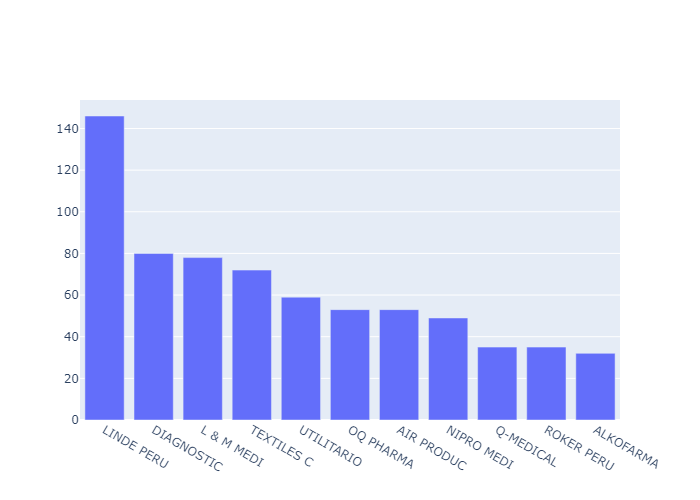 140
120
100
80
60
40
20
0
LINDE PERU
DIAGNOSTIC
L & M MEDI
TEXTILES C
UTILITARIO
OQ PHARMA
AIR PRODUC
NIPRO MEDI
Q-MEDICAL
ROKER PERU
ALKOFARMA